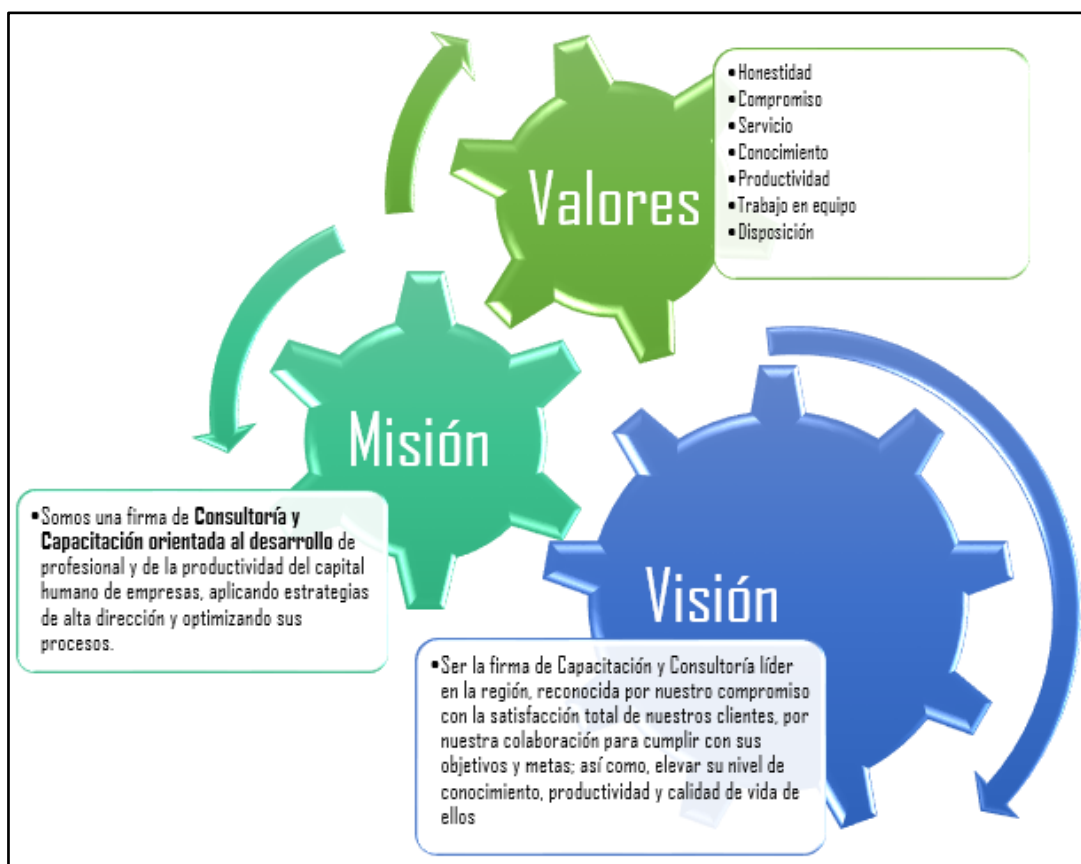 Valores
•Honestidad
•Compromiso
•Servicio
•Conocimiento
•Productividad
•Trabajo en equipo
•Disposición
Misión
•Somos una firma de Consultoría y
Capacitación orientada al desarrollo de
profesional y de la productividad del capital
humano de empresas, aplicando estrategias
de alta dirección y optimizando sus
procesos.
Visión
•Ser la firma de Capacitación y Consultoría líder
en la región, reconocida por nuestro compromiso
con la satisfacción total de nuestros clientes, por
nuestra colaboración para cumplir con sus
objetivos y metas; así como, elevar su nivel de
conocimiento, productividad y calidad de vida de
ellos